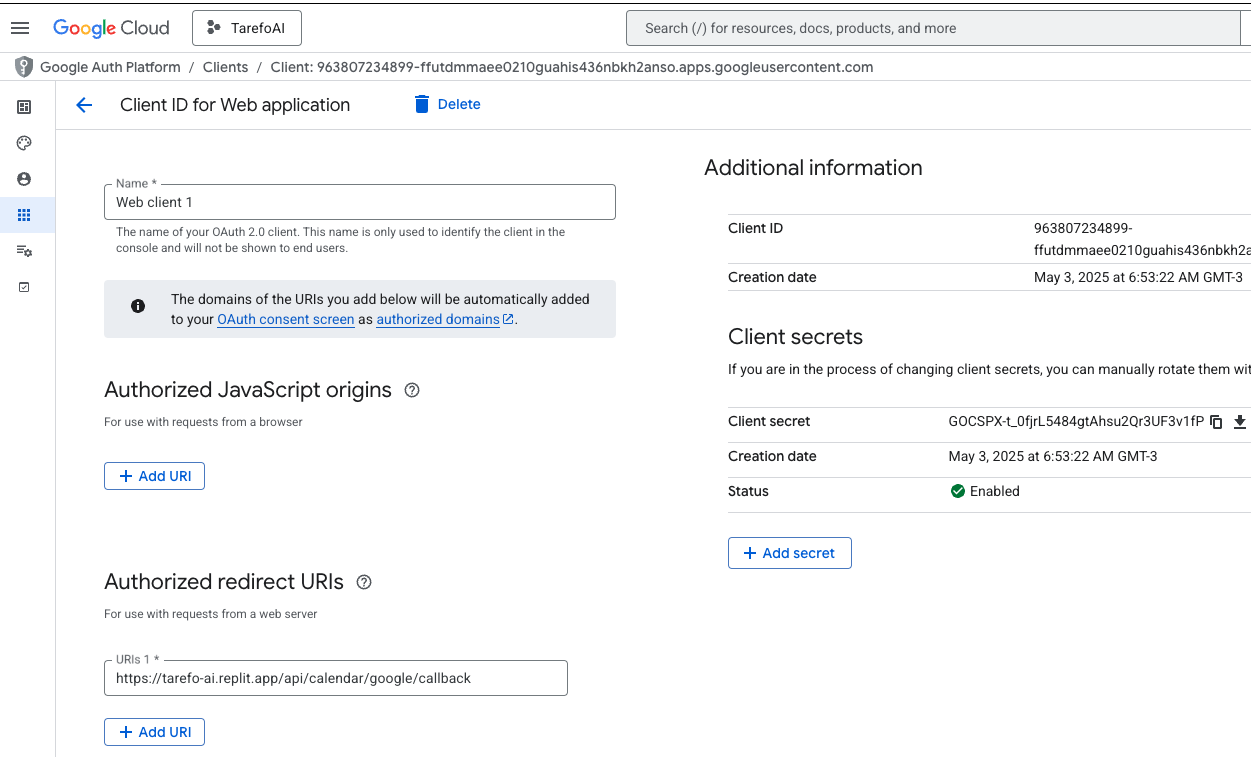 Google Cloud
TarefoAI
Search (/) for resources, docs, products, and more
Google Auth Platform / Clients / Client: 963807234899-ffutdmmaee0210guahis436nbkh2anso.apps.googleusercontent.com
Client ID for Web application
Delete
Name *
Web client 1
The name of your OAuth 2.0 client. This name is only used to identify the client in the
console and will not be shown to end users.
The domains of the URIs you add below will be automatically added
to your OAuth consent screen as authorized domains.
Authorized JavaScript origins
For use with requests from a browser
+ Add URI
Authorized redirect URIs
For use with requests from a web server
URIs 1 *
https://tarefo-ai.replit.app/api/calendar/google/callback
+ Add URI
Additional information
Client ID
963807234899-
ffutdmmaee0210guahis436nbkh2a
Creation date
May 3, 2025 at 6:53:22 AM GMT-3
Client secrets
If you are in the process of changing client secrets, you can manually rotate them wit
Client secret
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
Creation date
May 3, 2025 at 6:53:22 AM GMT-3
Status
Enabled
+ Add secret